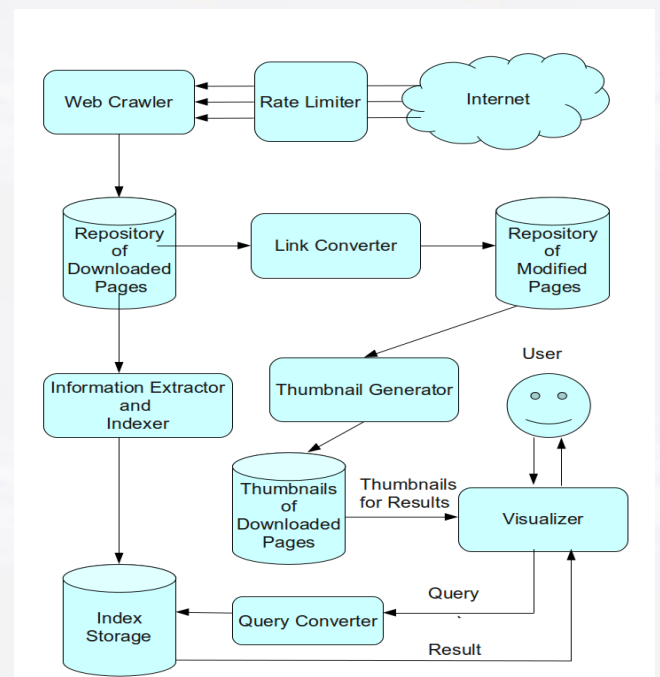 Web Crawler
Rate Limiter
Internet
Repository
of
Downloaded
Pages
Link Converter
Repository
of
Modified
Pages
User
Information Extractor
and
Indexer
Thumbnail Generator
Thumbnails
of
Downloaded
Pages
Thumbnails
for Results
Visualizer
Index
Storage
Query Converter
Query
Result